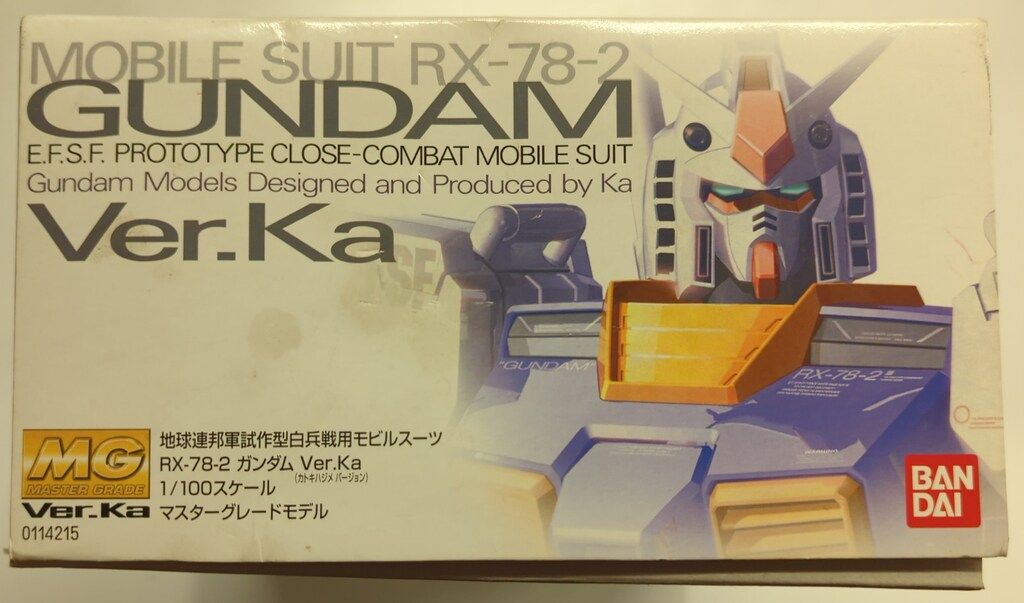 MOBILE SUIT RX-78-2
GUNDAM
E.F.S.F. PROTOTYPE CLOSE-COMBAT MOBILE SUIT
Gundam Models Designed and Produced by Ka
Ver.Ka
SF
"GUNDAM"
RX-78-2
WARNING
MG
MASTER GRADE
Ver.Ka
0114215
地球連邦軍試作型白兵戦用モビルスーツ
RX-78-2 ガンダム Ver.Ka
(カトキハジメ バージョン)
1/100スケール
マスターグレードモデル
BAN
DAI